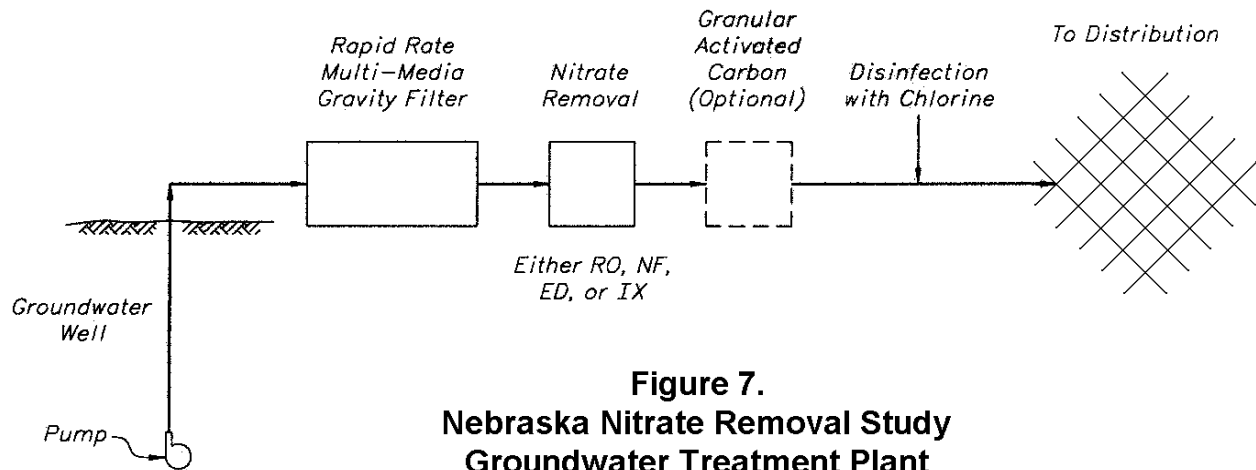 Rapid Rate
Multi-Media
Gravity Filter
Nitrate
Removal
Granular
Activated
Carbon
(Optional)
Disinfection
with Chlorine
To Distribution
Either RO, NF,
ED, or IX
Groundwater
Well
Pump
Figure 7.
Nebraska Nitrate Removal Study
Groundwater Treatment Plant